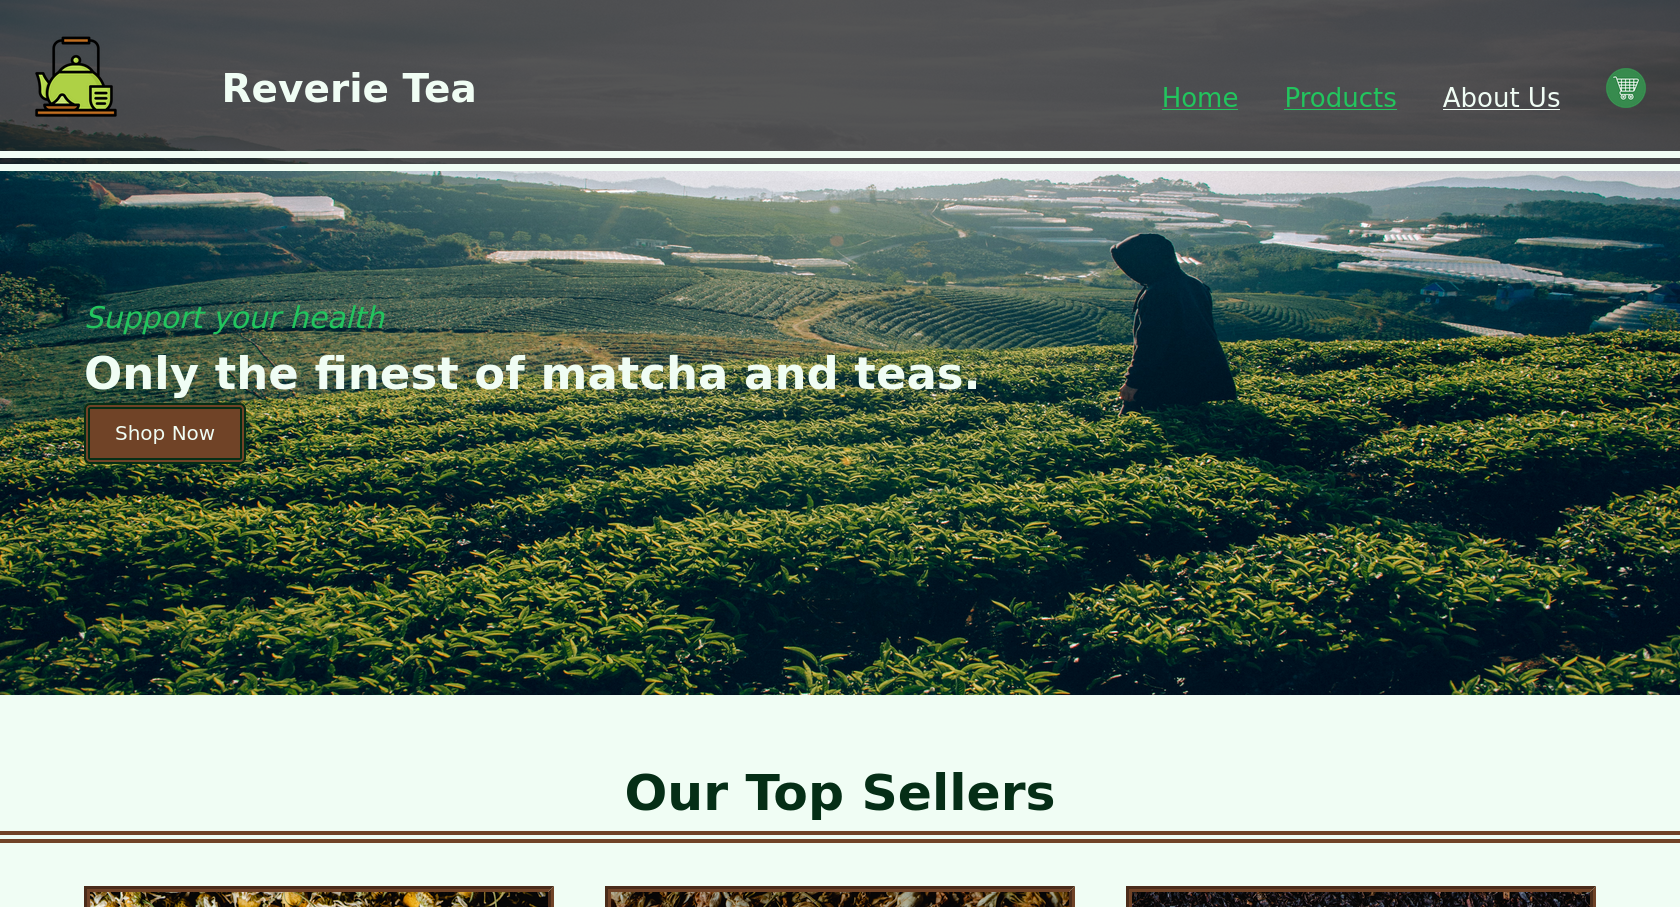 Reverie Tea
Home Products About Us
Support your health
Only the finest of matcha and teas.
Shop Now
Our Top Sellers